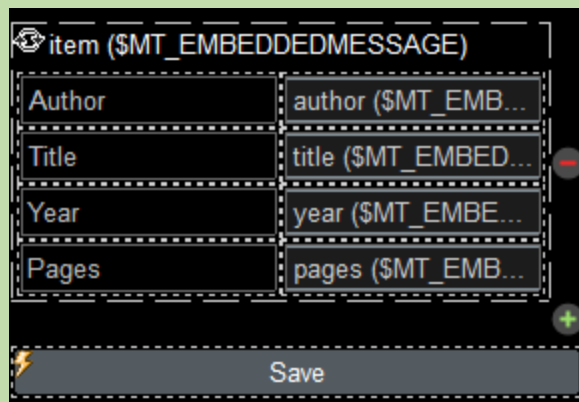 item ($MT_EMBEDDEDMESSAGE)
Author author ($MT_EMB...
Title title ($MT_EMBED...
Year year ($MT_EMBE...
Pages pages ($MT_EMB...
Save